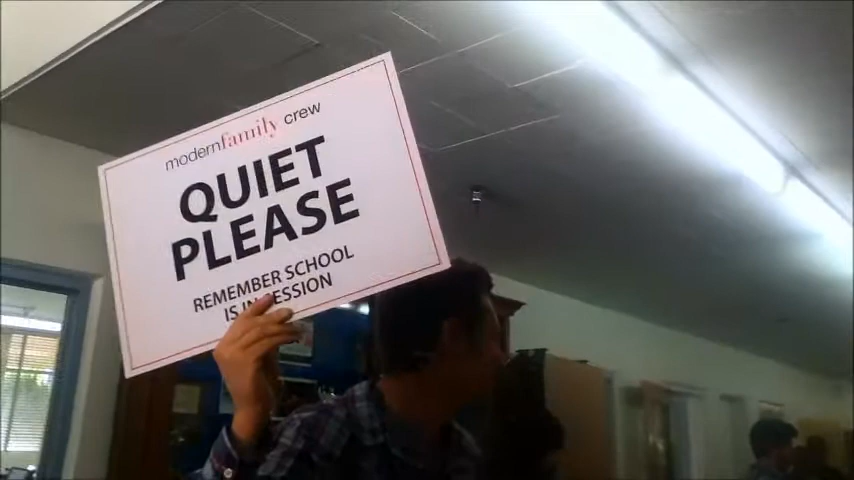 modernfamily crew
QUIET
PLEASE
REMEMBER SCHOOL
IS IN SESSION